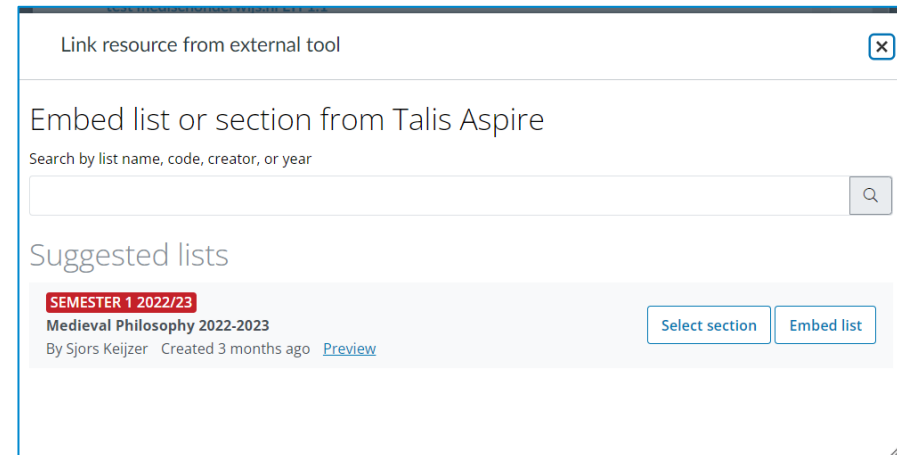 Link resource from external tool
Embed list or section from Talis Aspire
Search by list name, code, creator, or year
Suggested lists
SEMESTER 1 2022/23
Medieval Philosophy 2022-2023
By Sjors Keijzer Created 3 months ago Preview
Select section Embed list